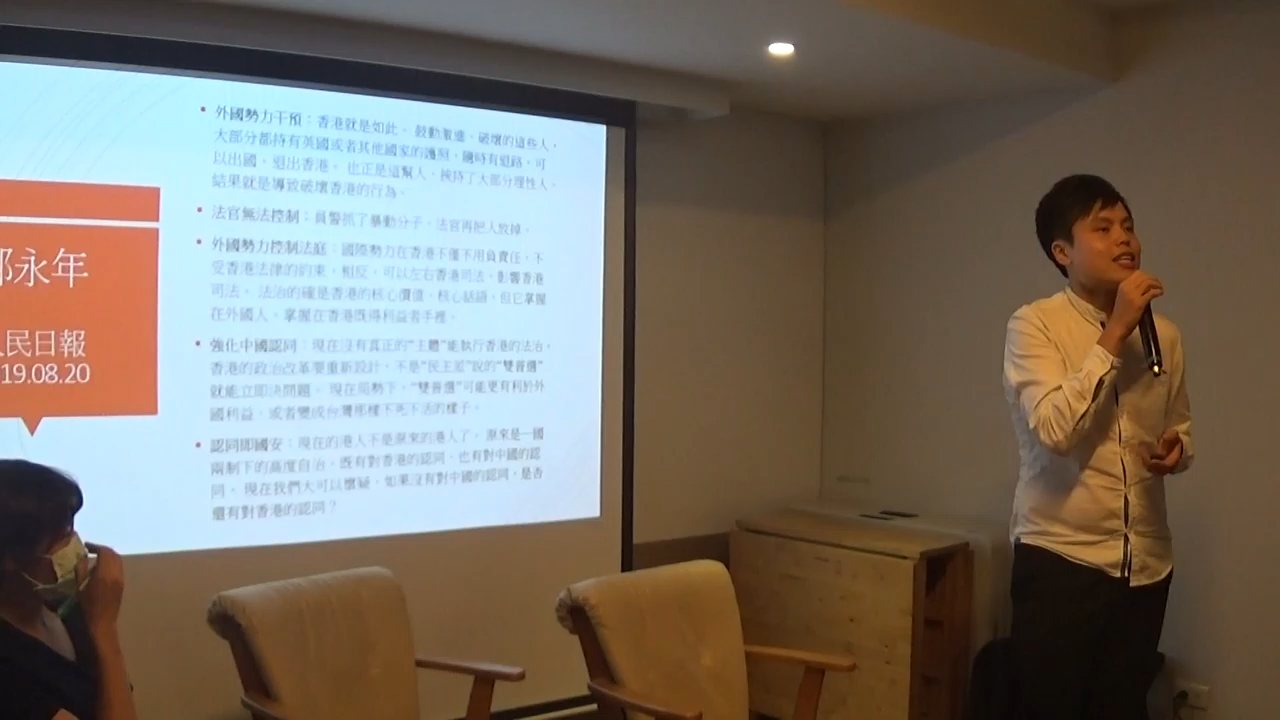 永年
民日報
19.08.20
• 外國勢力干預：香港就是如此。鼓動激進、破壞的這些人，
大部分都持有英國或者其他國家的護照，隨時有退路，可
以出國、退出香港。也正是這幫人，挾持了大部分理性人，
結果就是導致破壞香港的行為。
• 法官無法控制：員警抓了暴動分子，法官再把人放掉。
• 外國勢力控制法庭：國際勢力在香港不僅不用負責任，不
受香港法律的約束，相反，可以左右香港司法，影響香港
司法。法治的確是香港的核心價值、核心話語，但它掌握
在外國人、掌握在香港既得利益者手裡。
• 強化中國認同：現在沒有真正的"主體"能執行香港的法治，
香港的政治改革要重新設計，不是"民主派"說的"雙普選"
就能立即決問題。現在局勢下，"雙普選"可能更有利於外
國利益，或者變成台灣那樣不死不活的樣子。
• 認同即國安：現在的港人不是原來的港人了。原來是一國
兩制下的高度自治，既有對香港的認同，也有對中國的認
同。現在我們大可以懷疑，如果沒有對中國的認同，是否
還有對香港的認同？